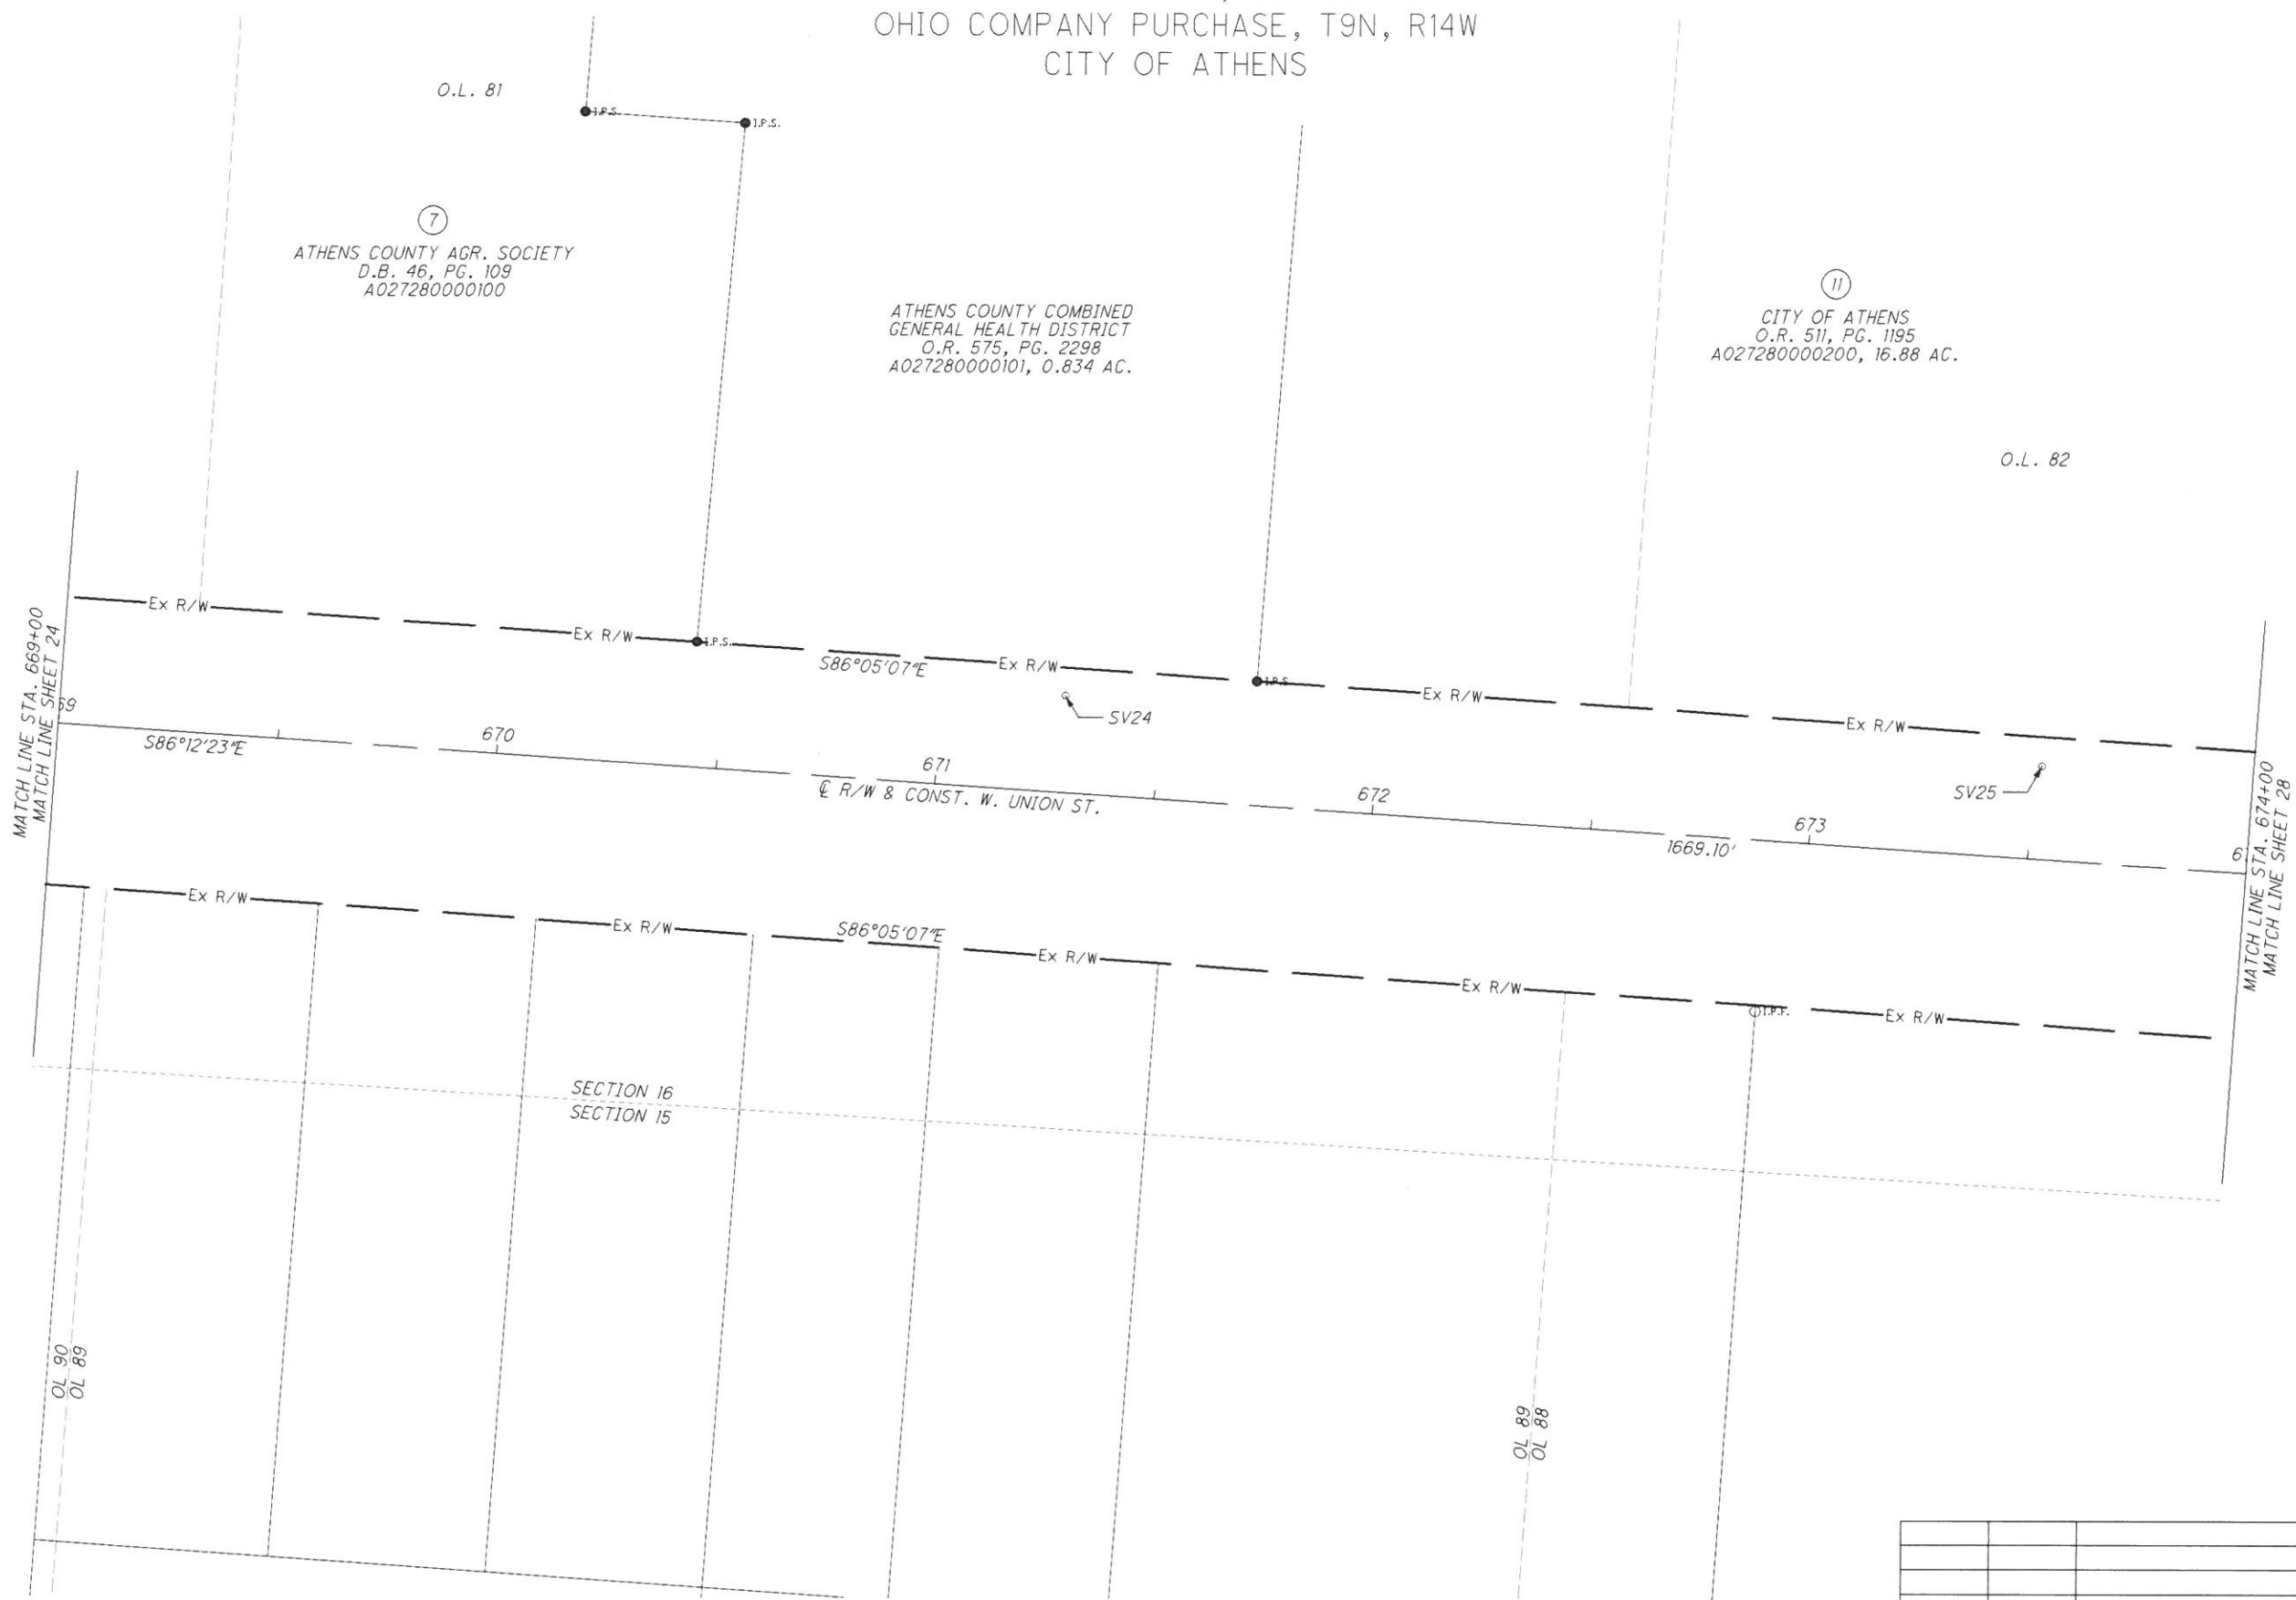 OHIO COMPANY PURCHASE, T9N, R14W
CITY OF ATHENS
O.L. 81
I.P.S.
I.P.S.
7
ATHENS COUNTY AGR. SOCIETY
D.B. 46, PG. 109
A027280000100
ATHENS COUNTY COMBINED
GENERAL HEALTH DISTRICT
O.R. 575, PG. 2298
A027280000101, 0.834 AC.
11
CITY OF ATHENS
O.R. 511, PG. 1195
A027280000200, 16.88 AC.
O.L. 82
MATCH LINE STA. 669+00
MATCH LINE SHEET 24
Ex R/W
Ex R/W
I.P.S.
S86°05'07"E
Ex R/W
I.P.S
Ex R/W
Ex R/W
SV24
SV25
69
S86°12'23"E
670
671
℄ R/W & CONST. W. UNION ST.
672
1669.10'
673
6
MATCH LINE STA. 674+00
MATCH LINE SHEET 28
Ex R/W
Ex R/W
S86°05'07"E
Ex R/W
Ex R/W
I.P.F.
Ex R/W
SECTION 16
SECTION 15
OL 90
OL 89
OL 89
OL 88